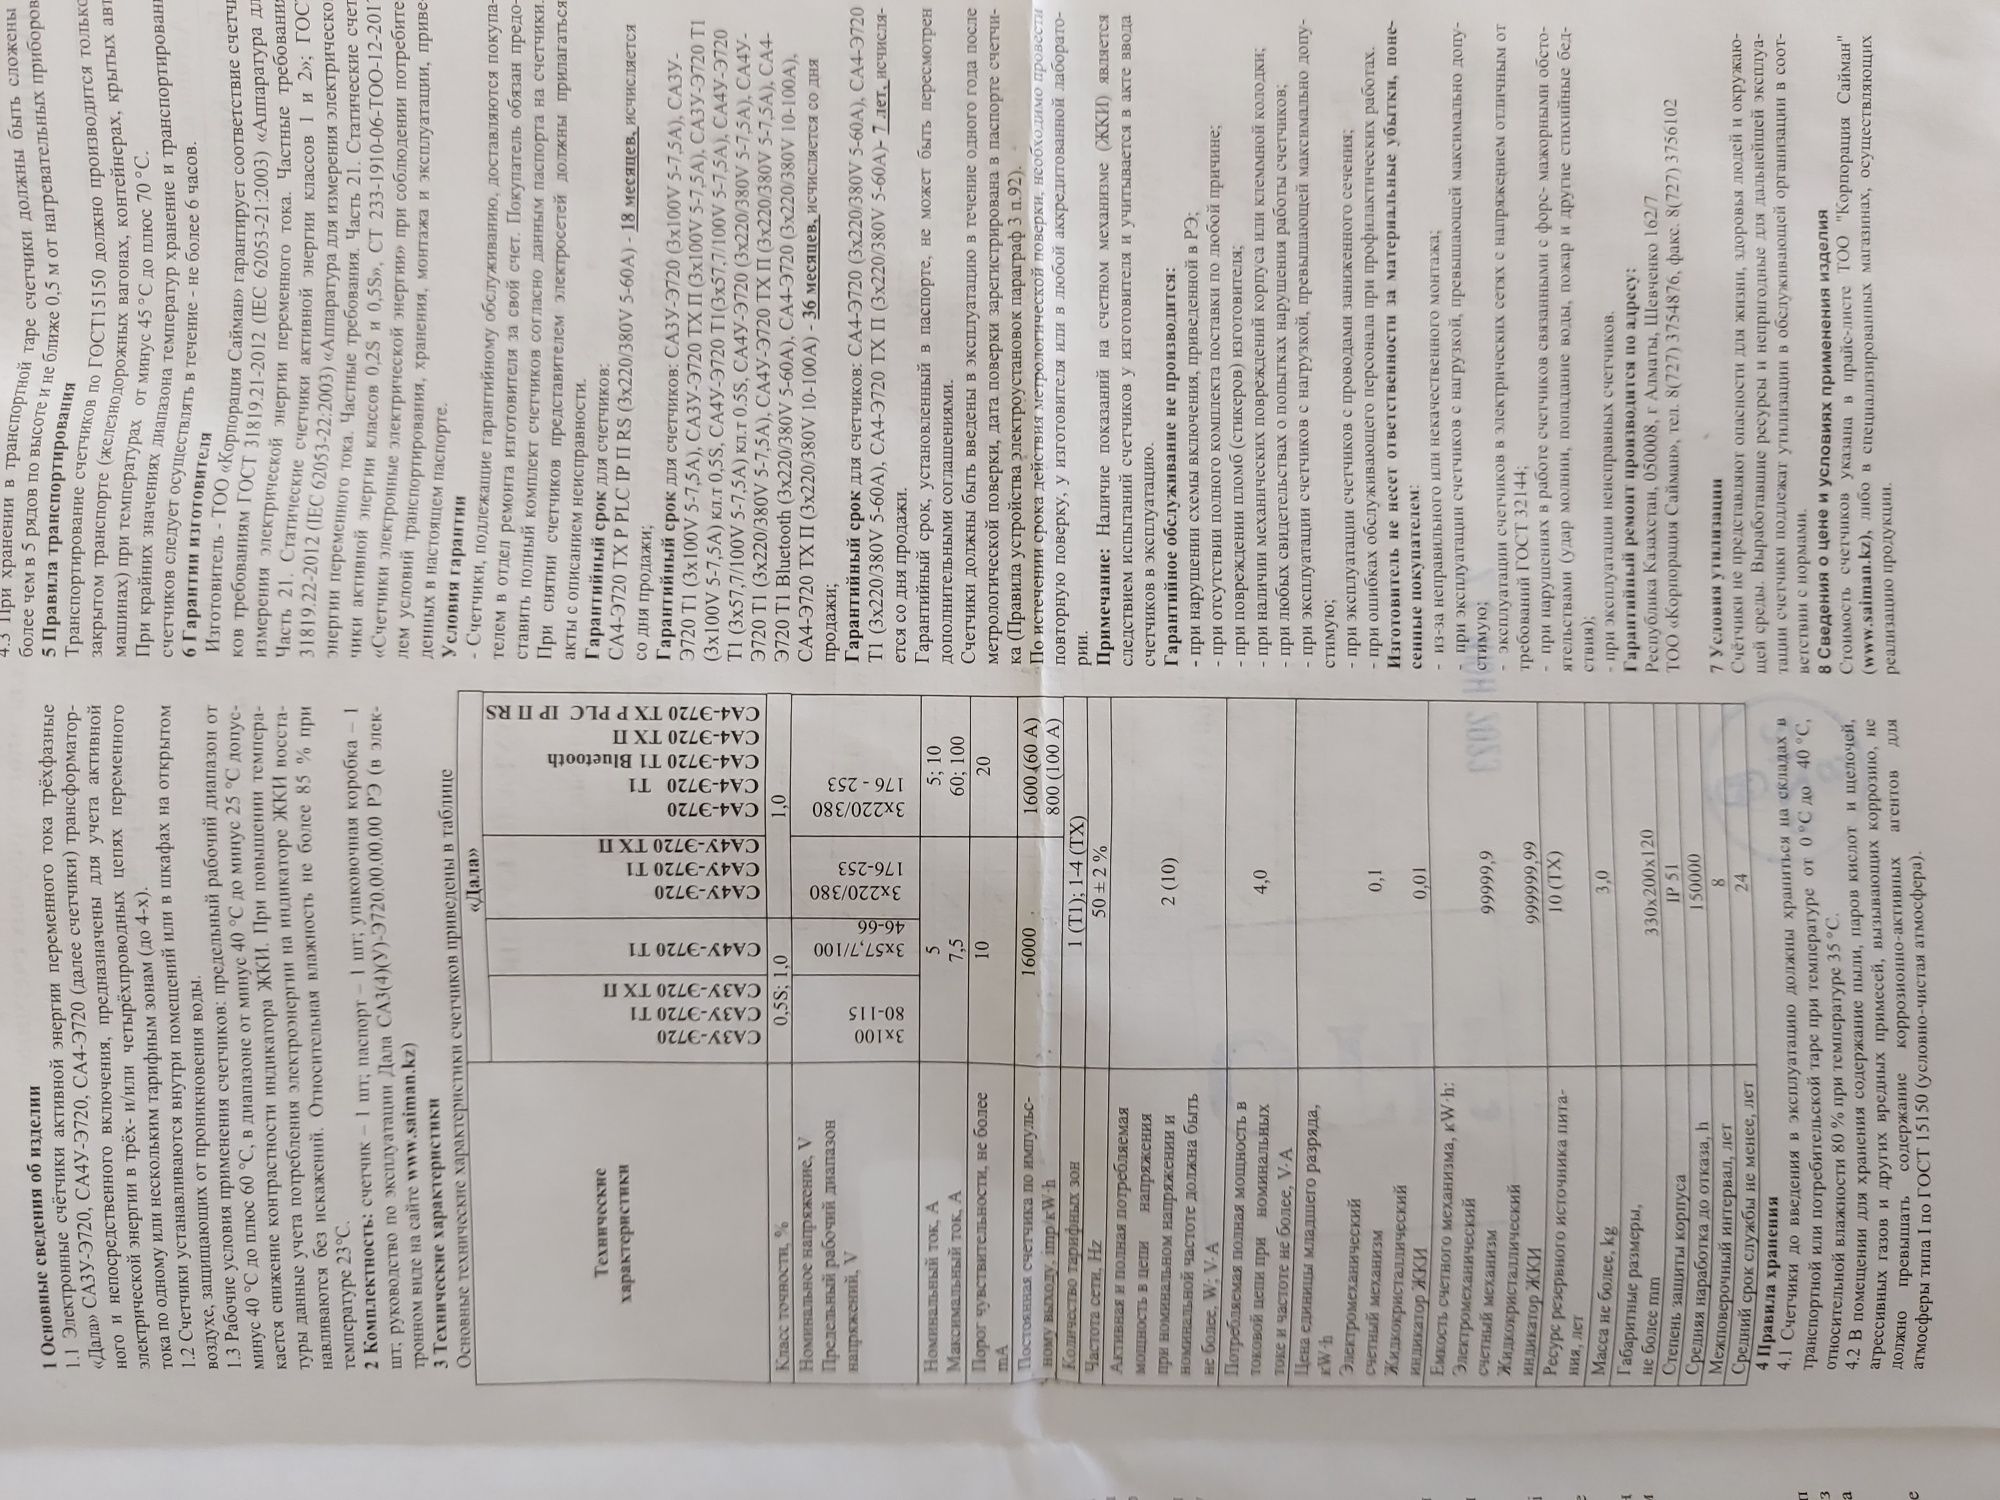 1 Основные сведения об изделии
1.1 Электронные счётчики активной энергии переменного тока трёхфазные
«Дала» СА3У-Э720, СА4У-Э720, СА4-Э720 (далее счетчики) трансформатор-
ного и непосредственного включения, предназначены для учета активной
электрической энергии в трёх- и/или четырёхпроводных цепях переменного
тока по одному или нескольким тарифным зонам (до 4-х).
1.2 Счетчики устанавливаются внутри помещений или в шкафах на открытом
воздухе, защищающих от проникновения воды.
1.3 Рабочие условия применения счетчиков: предельный рабочий диапазон от
минус 40 °С до плюс 60 °С, в диапазоне от минус 40 °С до минус 25 °С допус-
кается снижение контрастности индикатора ЖКИ. При повышении темпера-
туры данные учета потребления электроэнергии на индикаторе ЖКИ восста-
навливаются без искажений. Относительная влажность не более 85 % при
температуре 23°С.
2 Комплектность: счетчик – 1 шт; паспорт – 1 шт; упаковочная коробка – 1
шт; руководство по эксплуатации Дала СА3(4)(У)-Э720.00.00.00 РЭ (в элек-
тронном виде на сайте www.saiman.kz)
3 Технические характеристики
Основные технические характеристики счетчиков приведены в таблице
Технические
характеристики
«Дала»
СА3У-Э720
СА3У-Э720 Т1
СА3У-Э720 ТХ П
СА4У-Э720 Т1
СА4У-Э720
СА4У-Э720 Т1
СА4У-Э720 ТХ П
СА4-Э720
СА4-Э720 Т1
СА4-Э720 Т1 Bluetooth
СА4-Э720 ТХ П
СА4-Э720 ТХ Р PLC IP П RS
Класс точности, % 0,5S; 1,0 1,0
Номинальное напряжение, V 3х100 3х57,7/100 3х220/380 3х220/380
Предельный рабочий диапазон
напряжений, V 80-115 46-66 176-253 176 - 253
Номинальный ток, А 5 5; 10
Максимальный ток, А 7,5 60; 100
Порог чувствительности, не более
mA 10 20
Постоянная счетчика по импульс- 16000 1600 (60 А)
ному выходу, imp/кW·h 800 (100 А)
Количество тарифных зон 1 (Т1); 1-4 (ТХ)
Частота сети, Hz 50 ± 2 %
Активная и полная потребляемая
мощность в цепи напряжения
при номинальном напряжении и 2 (10)
номинальной частоте должна быть
не более, W; V·A
Потребляемая полная мощность в
токовой цепи при номинальных 4,0
токе и частоте не более, V·A
Цена единицы младшего разряда,
кW·h
Электромеханический
счетный механизм 0,1
Жидкокристаллический
индикатор ЖКИ 0,01
Емкость счетного механизма, кW·h:
Электромеханический
счетный механизм 99999,9
Жидкокристаллический
индикатор ЖКИ 999999,99
Ресурс резервного источника пита- 10 (ТХ)
ния, лет
Масса не более, kg 3,0
Габаритные размеры,
не более mm 330х200х120
Степень защиты корпуса IP 51
Средняя наработка до отказа, h 150000
Межповерочный интервал, лет 8
Средний срок службы не менее, лет 24
4 Правила хранения
4.1 Счетчики до введения в эксплуатацию должны храниться на складах в
транспортной или потребительской таре при температуре от 0 °С до 40 °С,
относительной влажности 80 % при температуре 35 °С.
4.2 В помещении для хранения содержание пыли, паров кислот и щелочей,
агрессивных газов и других вредных примесей, вызывающих коррозию, не
должно превышать содержание коррозионно-активных агентов для
атмосферы типа I по ГОСТ 15150 (условно-чистая атмосфера).
4.3 При хранении в транспортной таре счетчики должны быть сложены
более чем в 5 рядов по высоте и не ближе 0,5 м от нагревательных приборов
5 Правила транспортирования
Транспортирование счетчиков по ГОСТ15150 должно производится только
закрытом транспорте (железнодорожных вагонах, контейнерах, крытых авт
машинах) при температурах от минус 45 °С до плюс 70 °С.
При крайних значениях диапазона температур хранение и транспортирован
счетчиков следует осуществлять в течение - не более 6 часов.
6 Гарантии изготовителя
Изготовитель - ТОО «Корпорация Сайман» гарантирует соответствие счетч
ков требованиям ГОСТ 31819.21-2012 (IEC 62053-21:2003) «Аппаратура дл
измерения электрической энергии переменного тока. Частные требования
Часть 21. Статические счетчики активной энергии классов 1 и 2»; ГОС
31819.22-2012 (IEC 62053-22:2003) «Аппаратура для измерения электрическо
энергии переменного тока. Частные требования. Часть 21. Статические счет
чики активной энергии классов 0,2S и 0,5S», СТ 233-1910-06-ТОО-12-201
«Счетчики электронные электрической энергии» при соблюдении потребите
лем условий транспортирования, хранения, монтажа и эксплуатации, приве
денных в настоящем паспорте.
Условия гарантии
- Счетчики, подлежащие гарантийному обслуживанию, доставляются покупа-
телем в отдел ремонта изготовителя за свой счет. Покупатель обязан предо-
ставить полный комплект счетчиков согласно данным паспорта на счетчики.
При снятии счетчиков представителем электросетей должны прилагаться
акты с описанием неисправности.
Гарантийный срок для счетчиков:
СА4-Э720 ТХ Р PLC IP П RS (3х220/380V 5-60А) - 18 месяцев, исчисляется
со дня продажи;
Гарантийный срок для счетчиков: СА3У-Э720 (3х100V 5-7,5А), СА3У-
Э720 Т1 (3х100V 5-7,5А), СА3У-Э720 ТХ П (3х100V 5-7,5А), СА3У-Э720 Т1
(3х100V 5-7,5А) кл.т 0,5S, СА4У-Э720 Т1(3х57.7/100V 5-7,5А), СА4У-Э720
Т1 (3х57,7/100V 5-7,5А) кл.т 0.5S, СА4У-Э720 (3х220/380V 5-7,5А), СА4У-
Э720 Т1 (3х220/380V 5-7,5А), СА4У-Э720 ТХ П (3х220/380V 5-7,5А), СА4-
Э720 Т1 Bluetooth (3х220/380V 5-60А), СА4-Э720 (3х220/380V 10-100А),
СА4-Э720 ТХ П (3х220/380V 10-100А) - 36 месяцев, исчисляется со дня
продажи;
Гарантийный срок для счетчиков: СА4-Э720 (3х220/380V 5-60А), СА4-Э720
Т1 (3х220/380V 5-60А), СА4-Э720 ТХ П (3х220/380V 5-60А)- 7 лет, исчисля-
ется со дня продажи.
Гарантийный срок, установленный в паспорте, не может быть пересмотрен
дополнительными соглашениями.
Счетчики должны быть введены в эксплуатацию в течение одного года после
метрологической поверки, дата поверки зарегистрирована в паспорте счетчи-
ка (Правила устройства электроустановок параграф 3 п.92).
По истечении срока действия метрологической поверки, необходимо провести
повторную поверку, у изготовителя или в любой аккредитованной лаборато-
рии.
Примечание: Наличие показаний на счетном механизме (ЖКИ) является
следствием испытаний счетчиков у изготовителя и учитывается в акте ввода
счетчиков в эксплуатацию.
Гарантийное обслуживание не производится:
- при нарушении схемы включения, приведенной в РЭ;
- при отсутствии полного комплекта поставки по любой причине;
- при повреждении пломб (стикеров) изготовителя;
- при наличии механических повреждений корпуса или клеммной колодки;
- при любых свидетельствах о попытках нарушения работы счетчиков;
- при эксплуатации счетчиков с нагрузкой, превышающей максимально допу-
стимую;
- при эксплуатации счетчиков с проводами заниженного сечения;
- при ошибках обслуживающего персонала при профилактических работах.
Изготовитель не несет ответственности за материальные убытки, поне-
сенные покупателем:
- из-за неправильного или некачественного монтажа;
- при эксплуатации счетчиков с нагрузкой, превышающей максимально допу-
стимую;
- эксплуатации счетчиков в электрических сетях с напряжением отличным от
требований ГОСТ 32144;
- при нарушениях в работе счетчиков связанными с форс- мажорными обсто-
ятельствами (удар молнии, попадание воды, пожар и другие стихийные бед-
ствия);
- при эксплуатации неисправных счетчиков.
Гарантийный ремонт производится по адресу:
Республика Казахстан, 050008, г Алматы, Шевченко 162/7
ТОО «Корпорация Сайман», тел. 8(727) 3754876, факс. 8(727) 3756102
7 Условия утилизации
Счётчики не представляют опасности для жизни, здоровья людей и окружаю-
щей среды. Выработавшие ресурсы и непригодные для дальнейшей эксплуа-
тации счетчики подлежат утилизации в обслуживающей организации в соот-
ветствии с нормами.
8 Сведения о цене и условиях применения изделия
Стоимость счетчиков указана в прайс-листе ТОО "Корпорация Сайман"
(www.saiman.kz), либо в специализированных магазинах, осуществляющих
реализацию продукции.